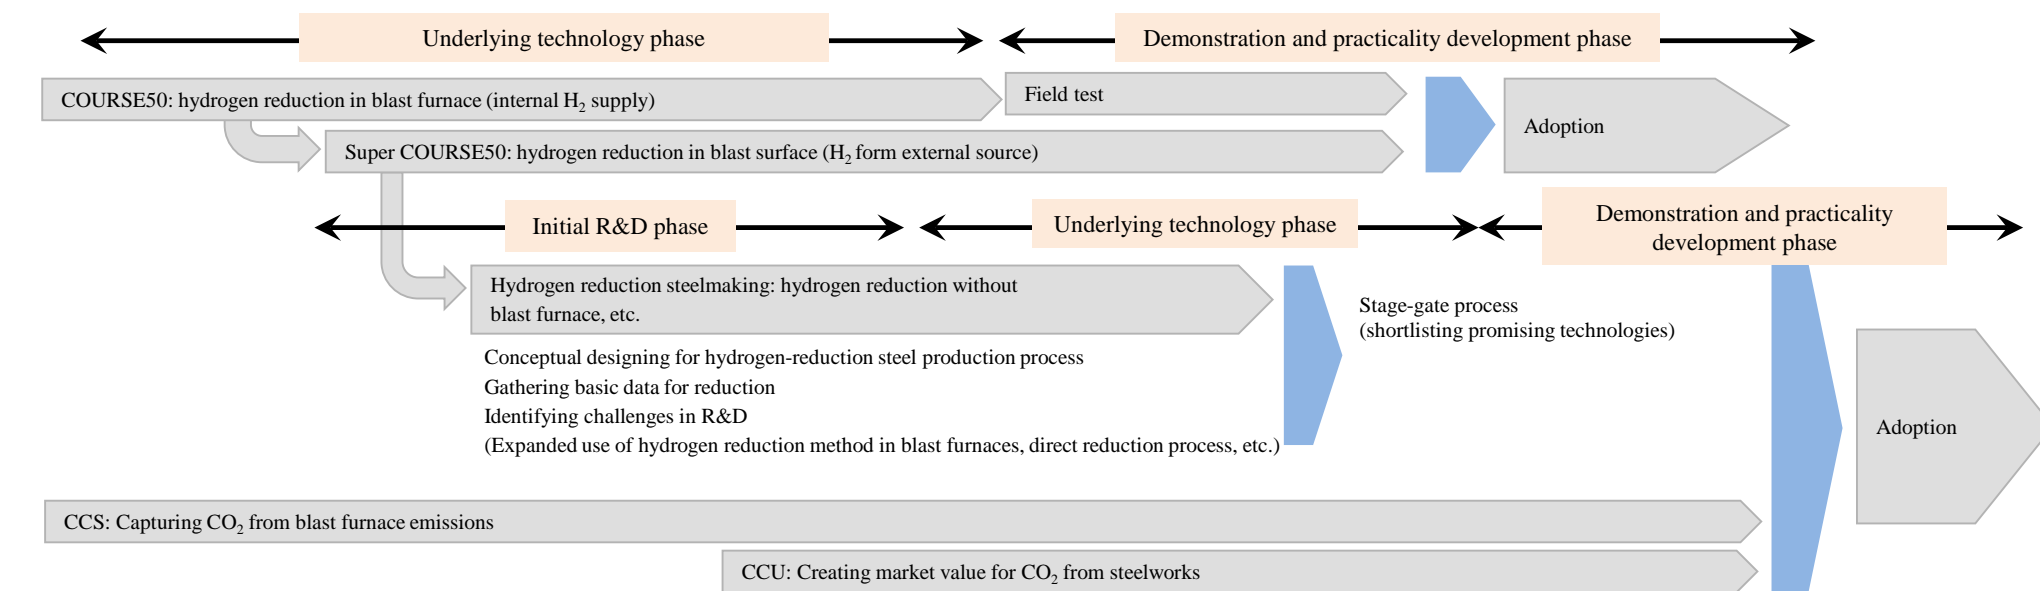 Underlying technology phase
Demonstration and practicality development phase
COURSE50: hydrogen reduction in blast furnace (internal H₂ supply)
Field test
Adoption
Super COURSE50: hydrogen reduction in blast surface (H₂ form external source)
Initial R&D phase
Underlying technology phase
Demonstration and practicality
development phase
Hydrogen reduction steelmaking: hydrogen reduction without
blast furnace, etc.
Stage-gate process
(shortlisting promising technologies)
Conceptual designing for hydrogen-reduction steel production process
Gathering basic data for reduction
Identifying challenges in R&D
(Expanded use of hydrogen reduction method in blast furnaces, direct reduction process, etc.)
Adoption
CCS: Capturing CO₂ from blast furnace emissions
CCU: Creating market value for CO₂ from steelworks